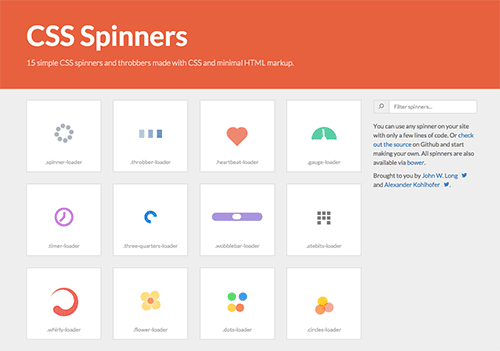 CSS Spinners
15 simple CSS spinners and throbbers made with CSS and minimal HTML markup.
.spinner-loader
.throbber-loader
.heartbeat-loader
.gauge-loader
.timer-loader
.three-quarters-loader
.wobblebar-loader
.sitebits-loader
.whirly-loader
.flower-loader
.dots-loader
.circles-loader
Filter spinners...
You can use any spinner on your site
with only a few lines of code. Or check
out the source on Github and start
making your own. All spinners are also
available via bower.
Brought to you by John W. Long
and Alexander Kohlhofer.